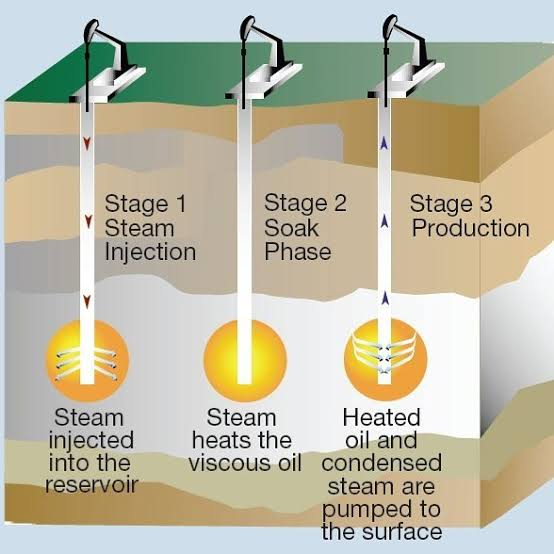 Stage 1
Steam
Injection
Stage 2
Soak
Phase
Stage 3
Production
Steam
injected
into the
reservoir
Steam
heats the
viscous oil
Heated
oil and
condensed
steam are
pumped to
the surface